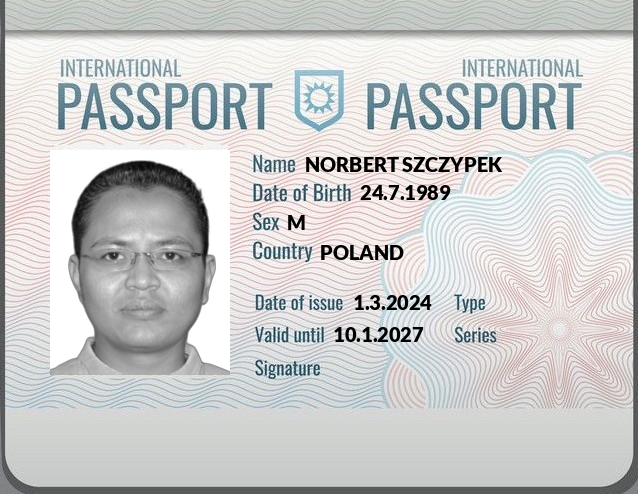 INTERNATIONAL INTERNATIONAL
PASSPORT PASSPORT
Name NORBERT SZCZYPEK
Date of Birth 24.7.1989
Sex M
Country POLAND
Date of issue 1.3.2024 Type
Valid until 10.1.2027 Series
Signature